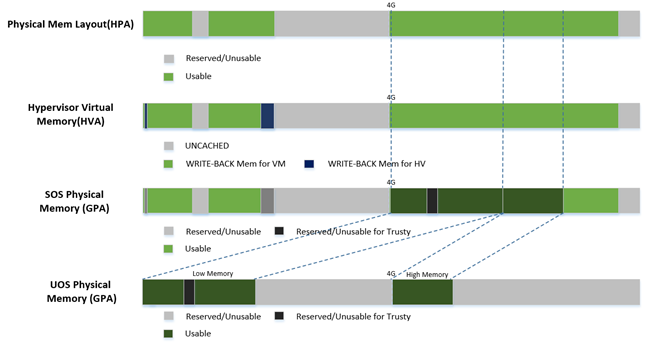 4G
Physical Mem Layout(HPA)
Reserved/Unusable
Usable
4G
Hypervisor Virtual
Memory(HVA)
UNCACHED
WRITE-BACK Mem for VM WRITE-BACK Mem for HV
4G
SOS Physical
Memory (GPA)
Reserved/Unusable Reserved/Unusable for Trusty
Usable
Low Memory 4G High Memory
UOS Physical
Memory (GPA)
Reserved/Unusable Reserved/Unusable for Trusty
Usable